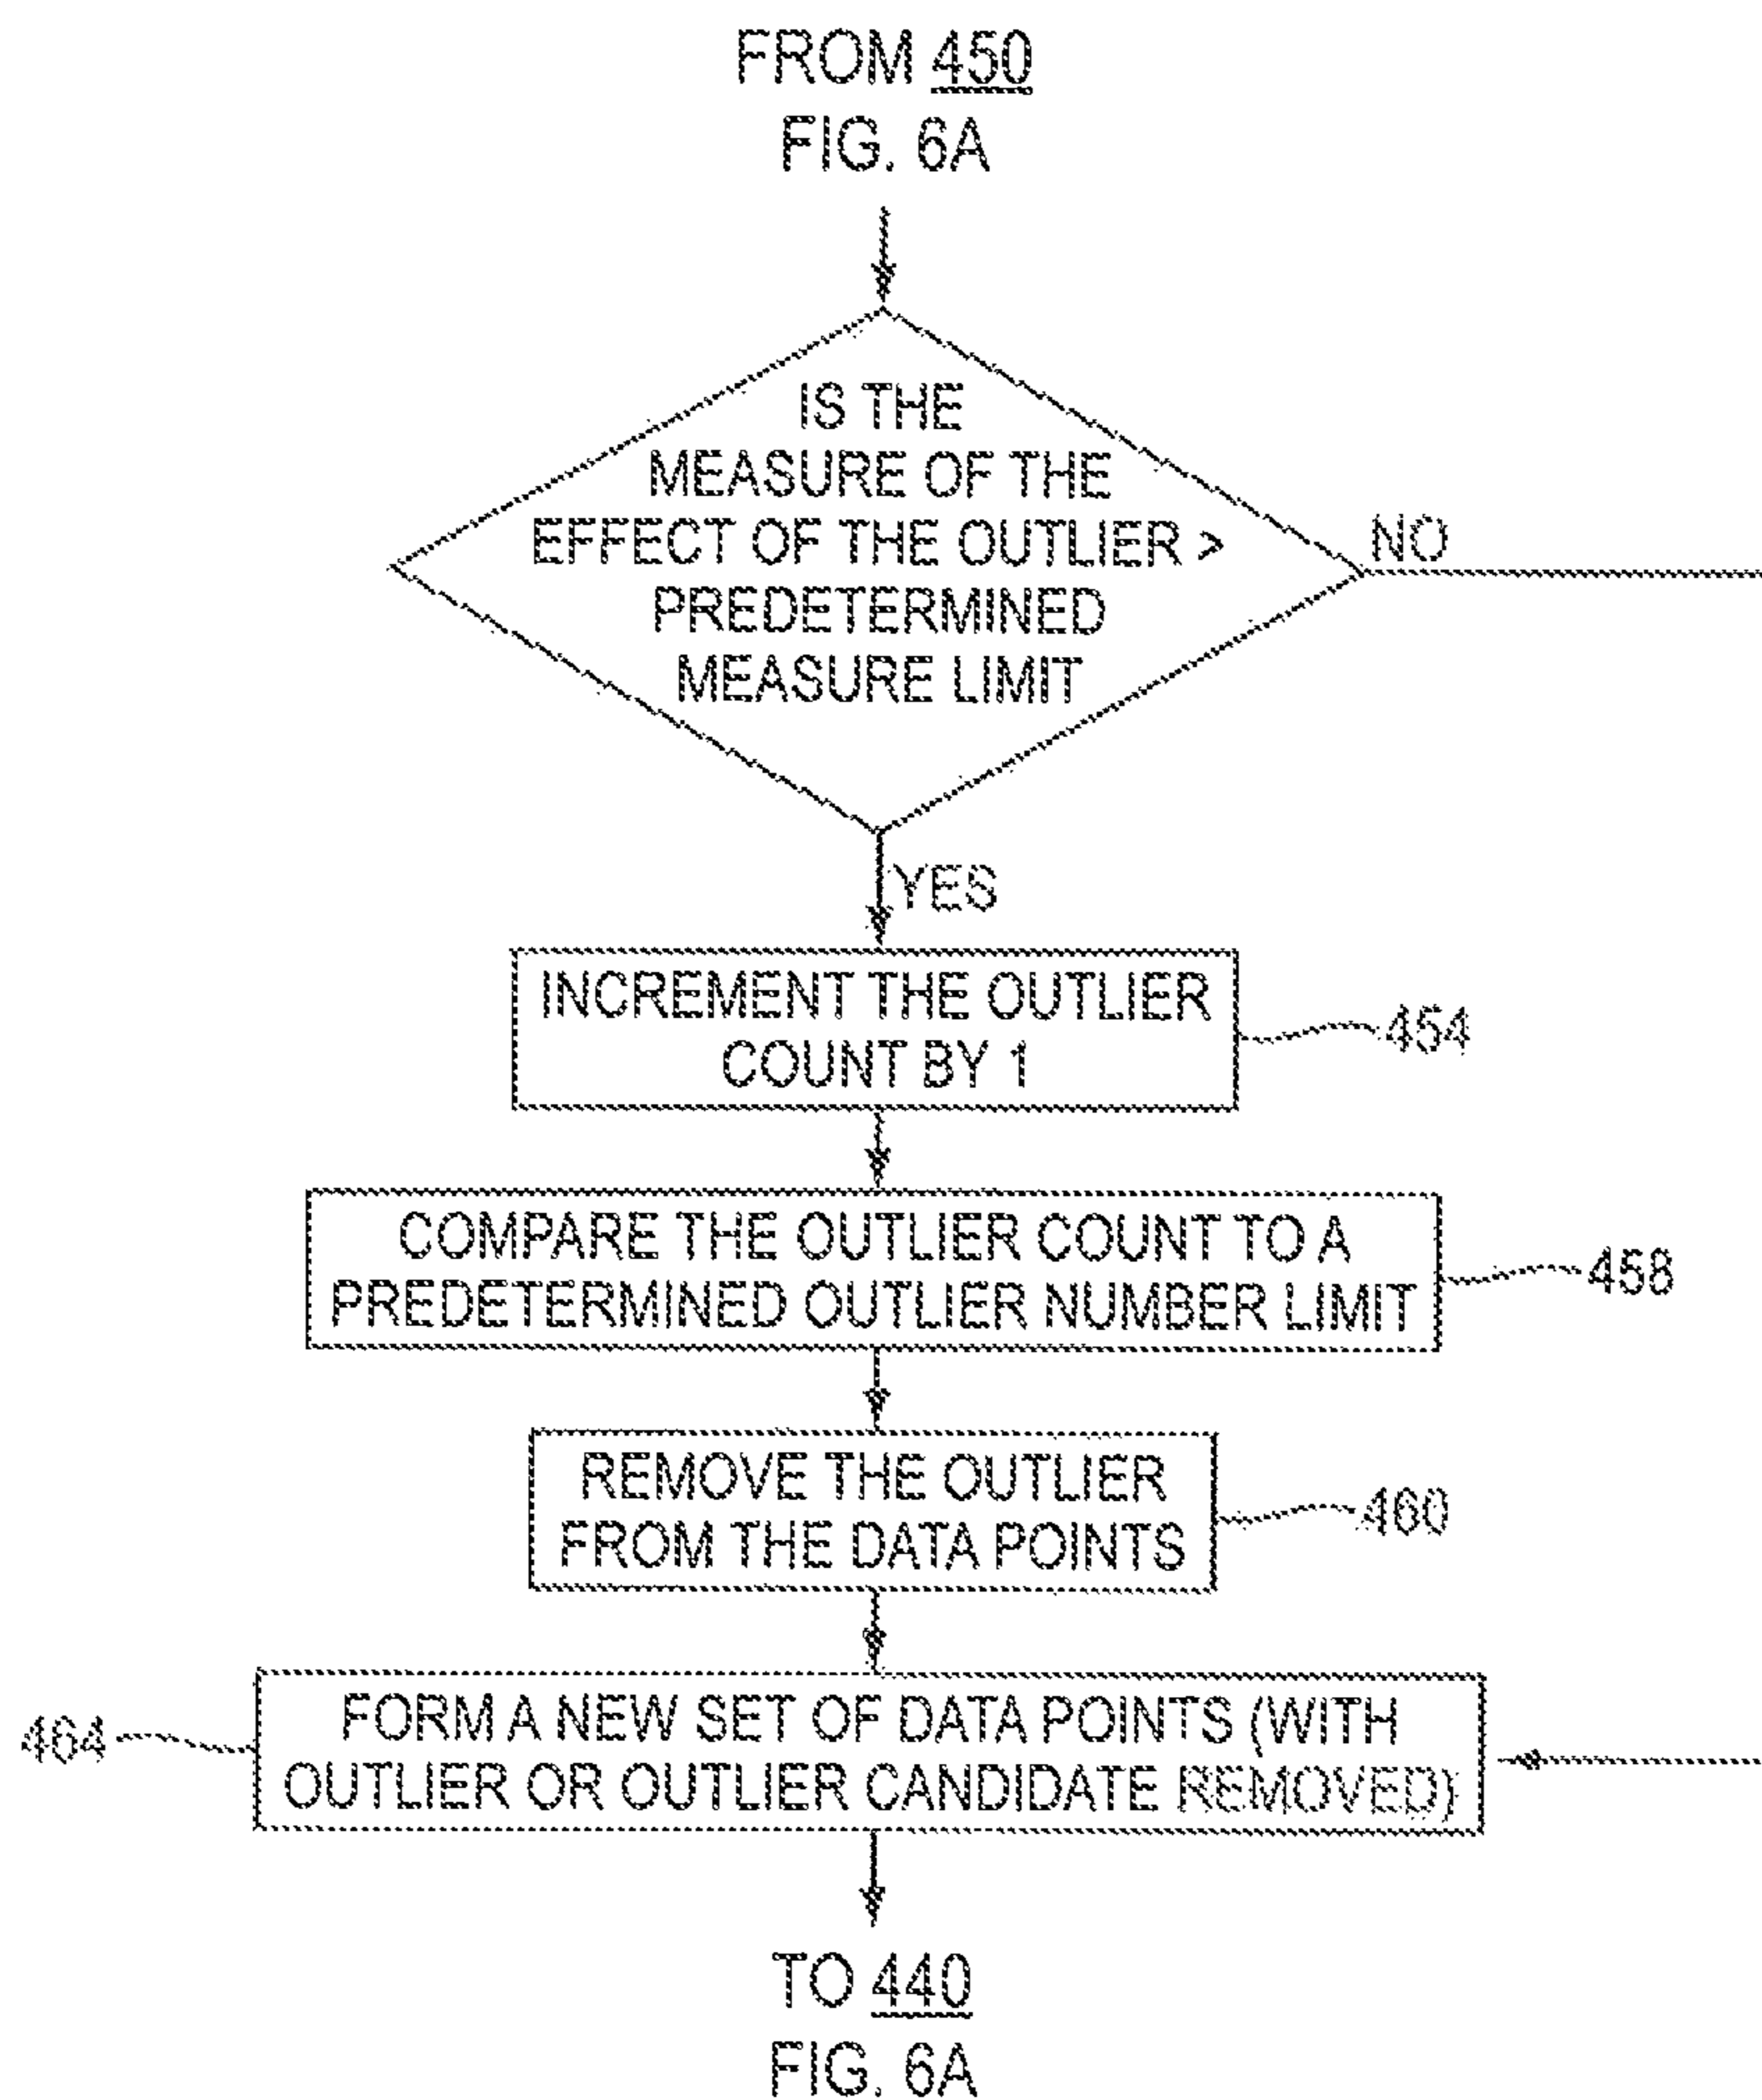 FROM 450
FIG. 6A
IS THE
MEASURE OF THE
EFFECT OF THE OUTLIER >
PREDETERMINED
MEASURE LIMIT
NO
YES
INCREMENT THE OUTLIER
COUNT BY 1
454
COMPARE THE OUTLIER COUNT TO A
PREDETERMINED OUTLIER NUMBER LIMIT
458
REMOVE THE OUTLIER
FROM THE DATA POINTS
460
464
FORM A NEW SET OF DATA POINTS (WITH
OUTLIER OR OUTLIER CANDIDATE REMOVED)
TO 440
FIG. 6A